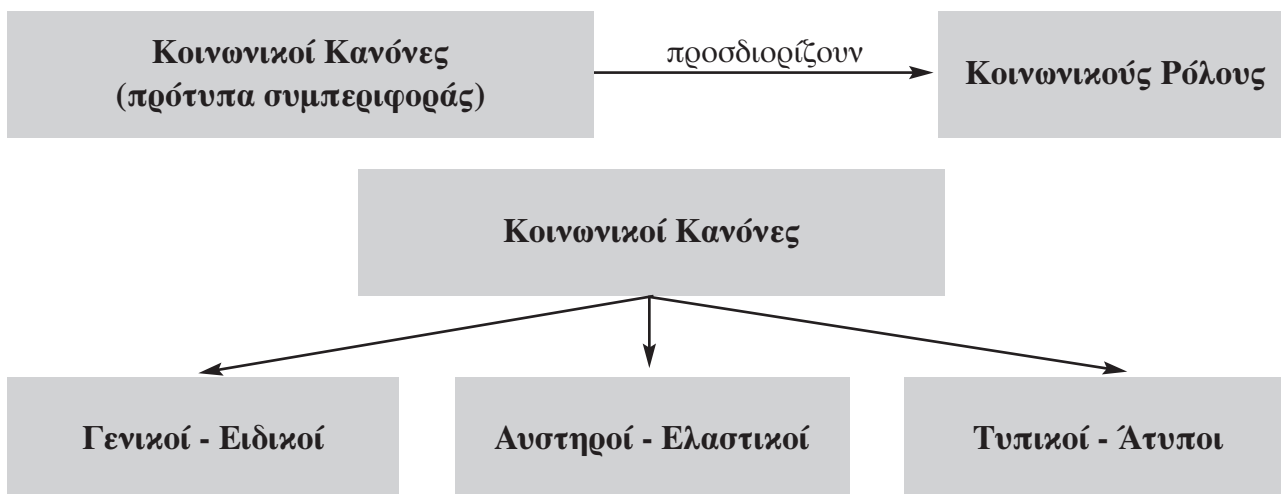 Κοινωνικοί Κανόνες
(πρότυπα συμπεριφοράς)
προσδιορίζουν
Κοινωνικούς Ρόλους
Κοινωνικοί Κανόνες
Γενικοί - Ειδικοί
Αυστηροί - Ελαστικοί
Τυπικοί - Άτυποι